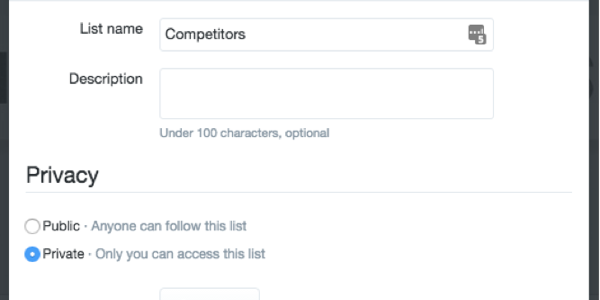 List name
Competitors
5
Description
Under 100 characters, optional
Privacy
Public · Anyone can follow this list
Private · Only you can access this list